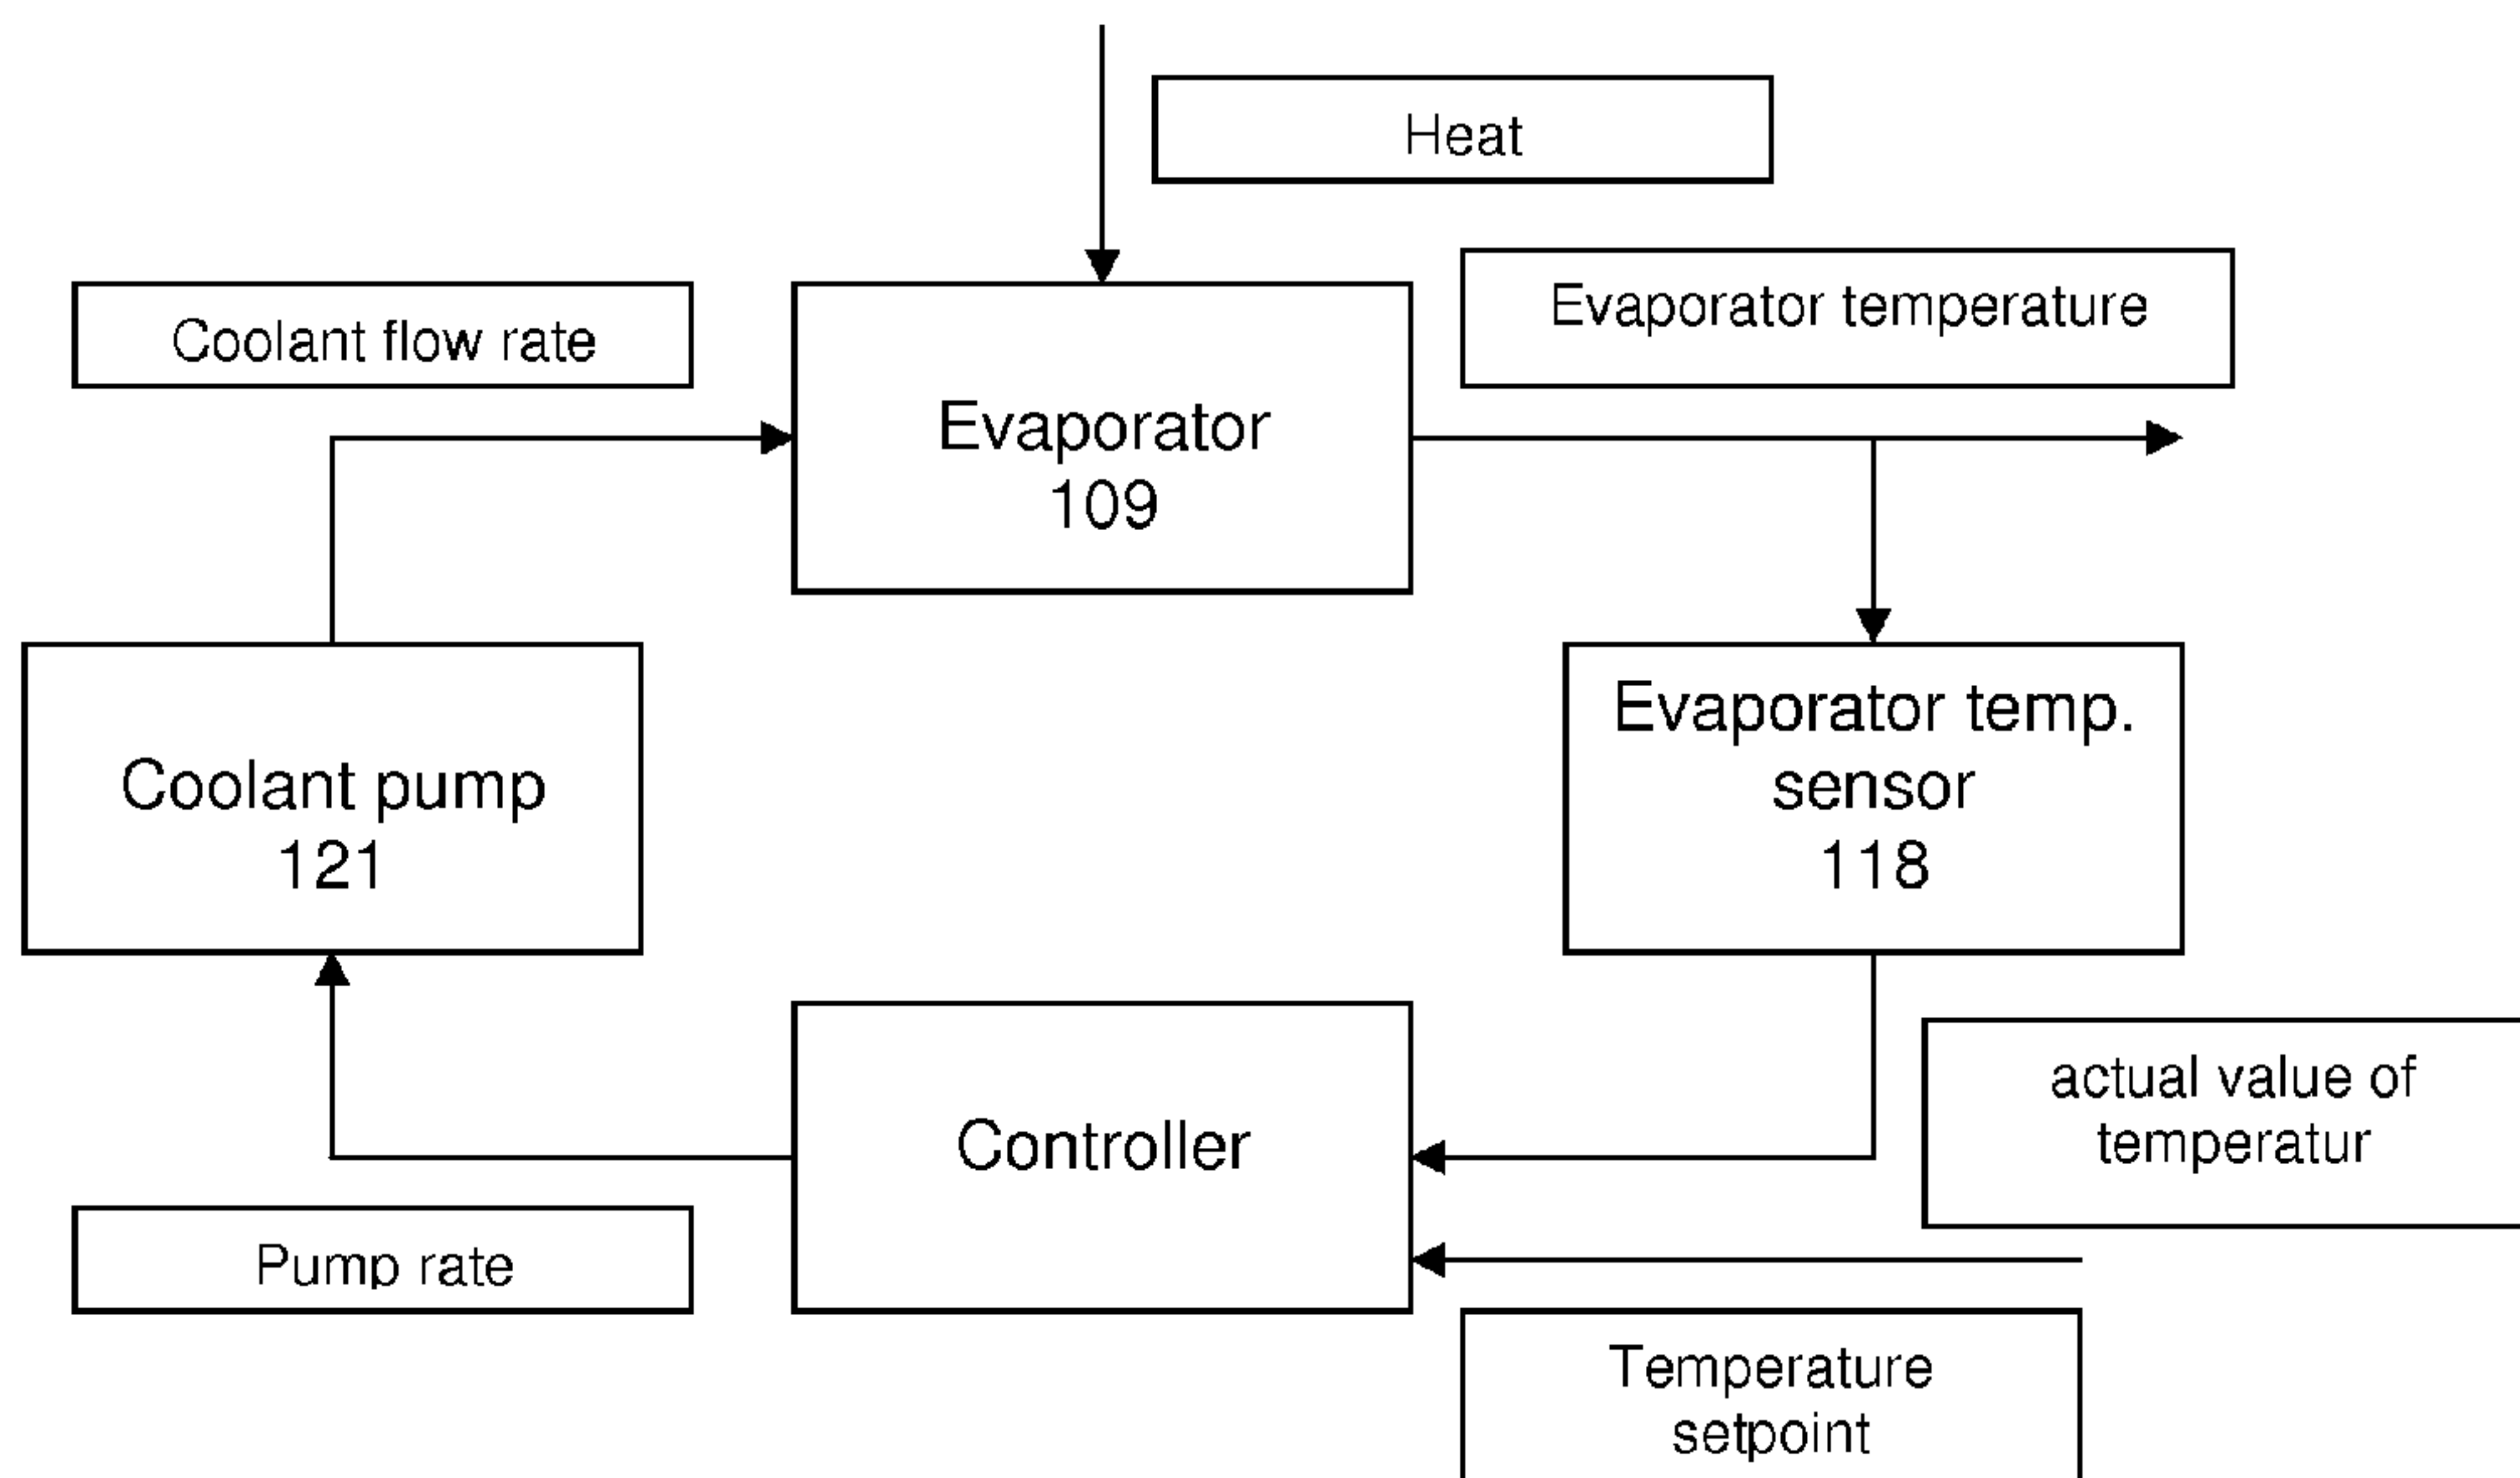 Heat
Evaporator temperature
Coolant flow rate
Evaporator
109
Evaporator temp.
sensor
118
Coolant pump
121
actual value of
temperatur
Controller
Pump rate
Temperature
setpoint